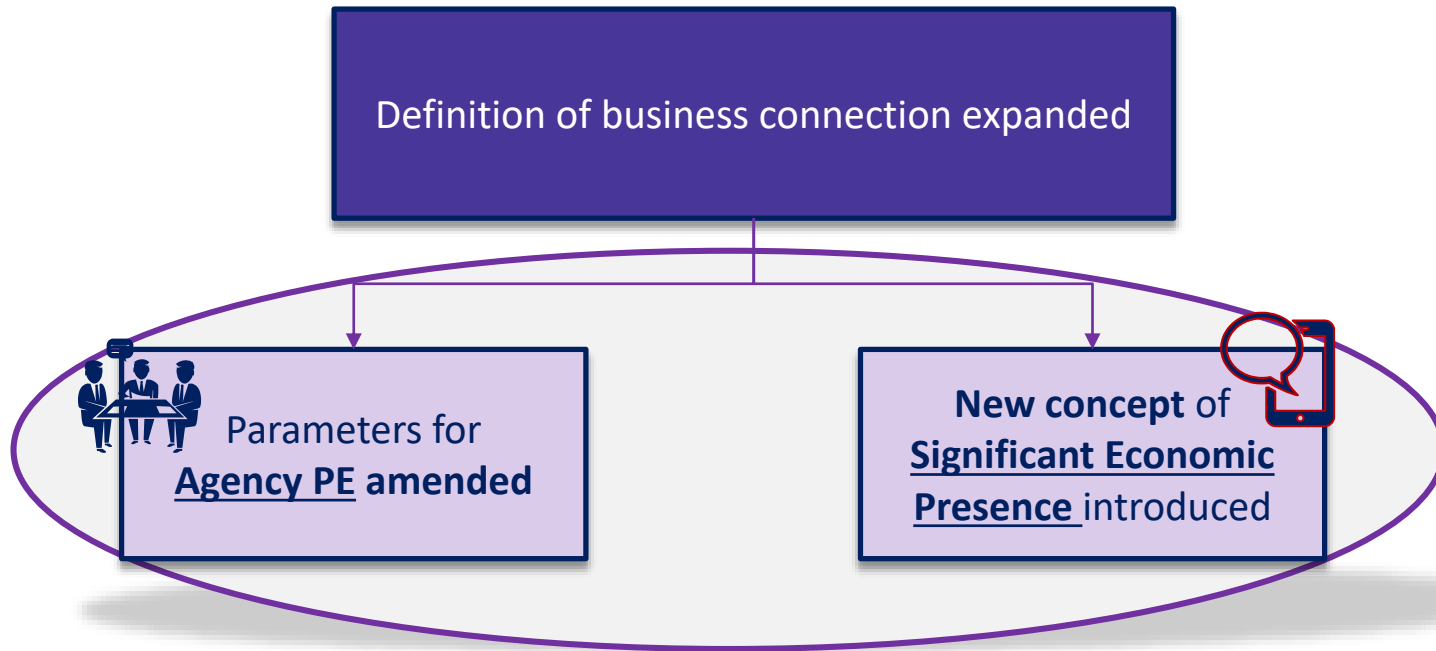 Definition of business connection expanded
Parameters for
Agency PE amended
New concept of
Significant Economic
Presence introduced